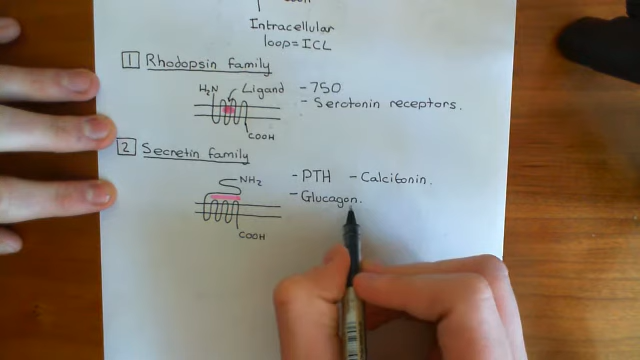 COOH
Intracellular
loop = ICL
1 Rhodopsin family
H₂N Ligand - 750
- Serotonin receptors.
COOH
2 Secretin family
NH₂ - PTH - Calcitonin.
- Glucagon.
COOH